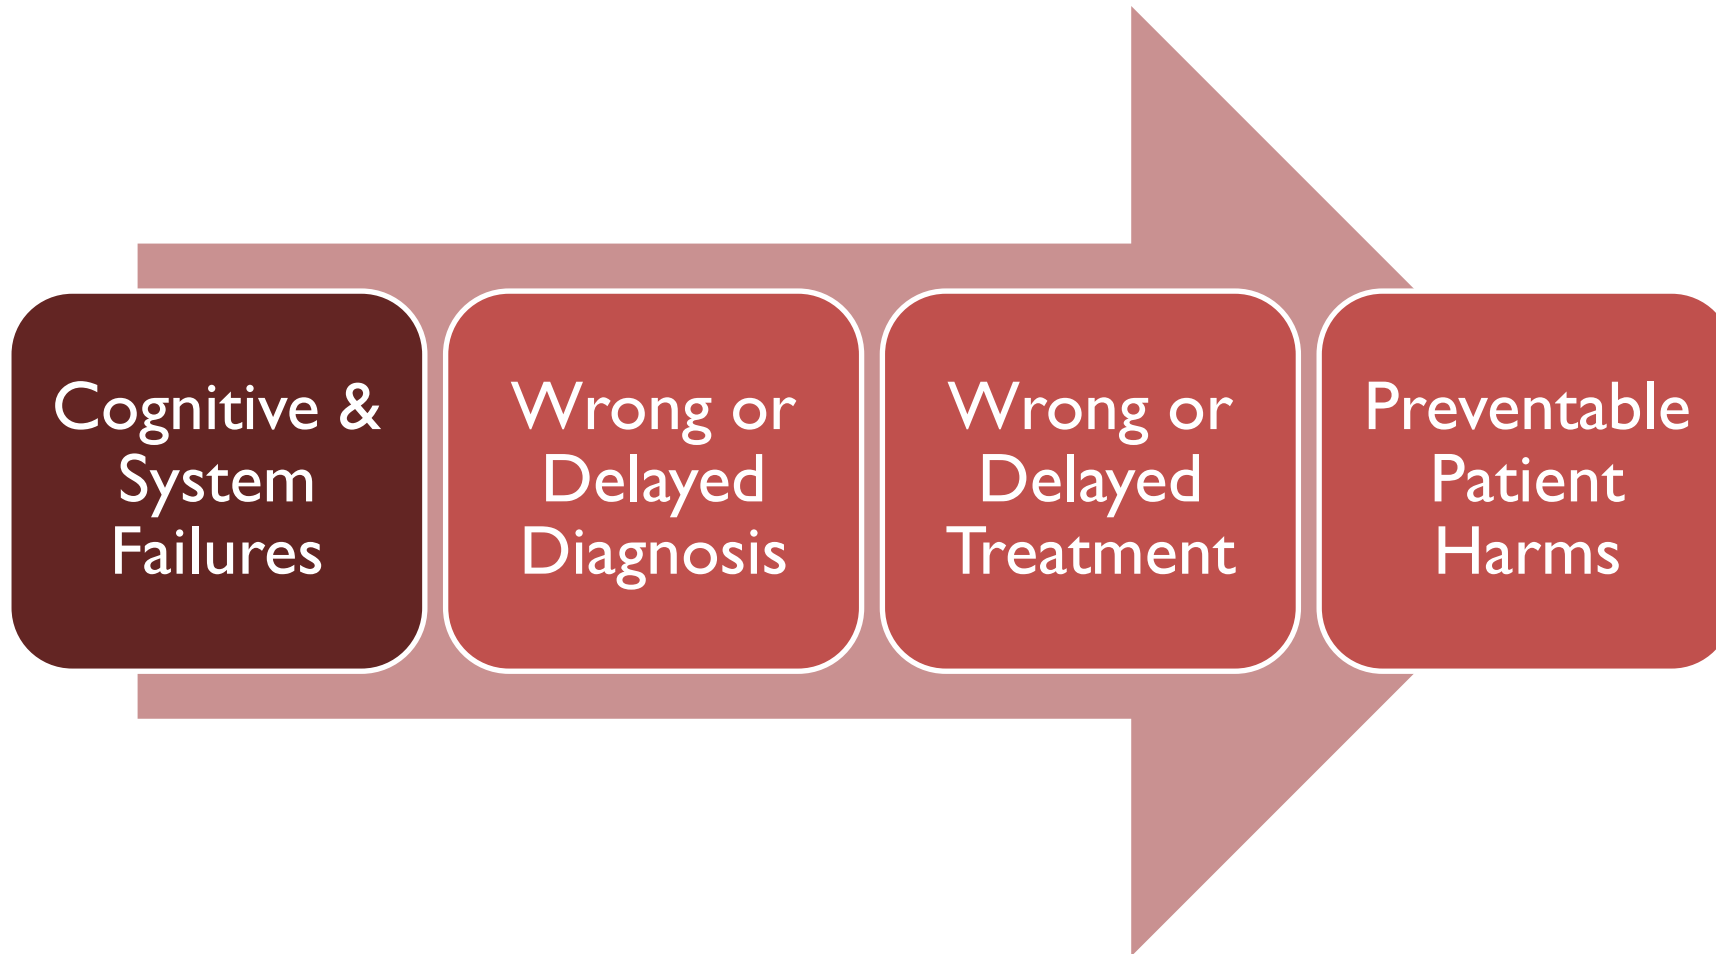 Cognitive &
System
Failures
Wrong or
Delayed
Diagnosis
Wrong or
Delayed
Treatment
Preventable
Patient
Harms